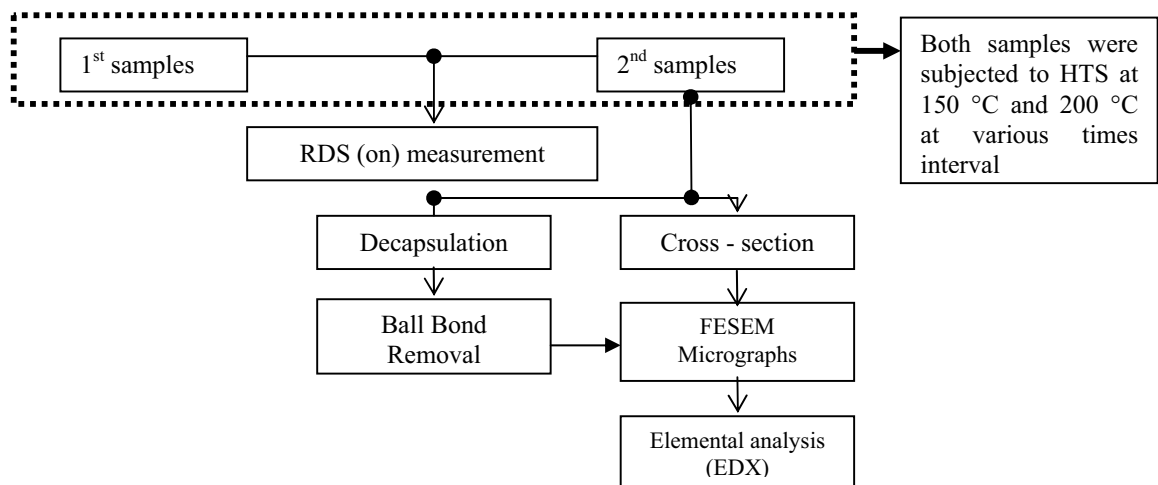 1st samples
2nd samples
Both samples were
subjected to HTS at
150 °C and 200 °C
at various times
interval
RDS (on) measurement
Decapsulation
Cross - section
Ball Bond
Removal
FESEM
Micrographs
Elemental analysis
(EDX)